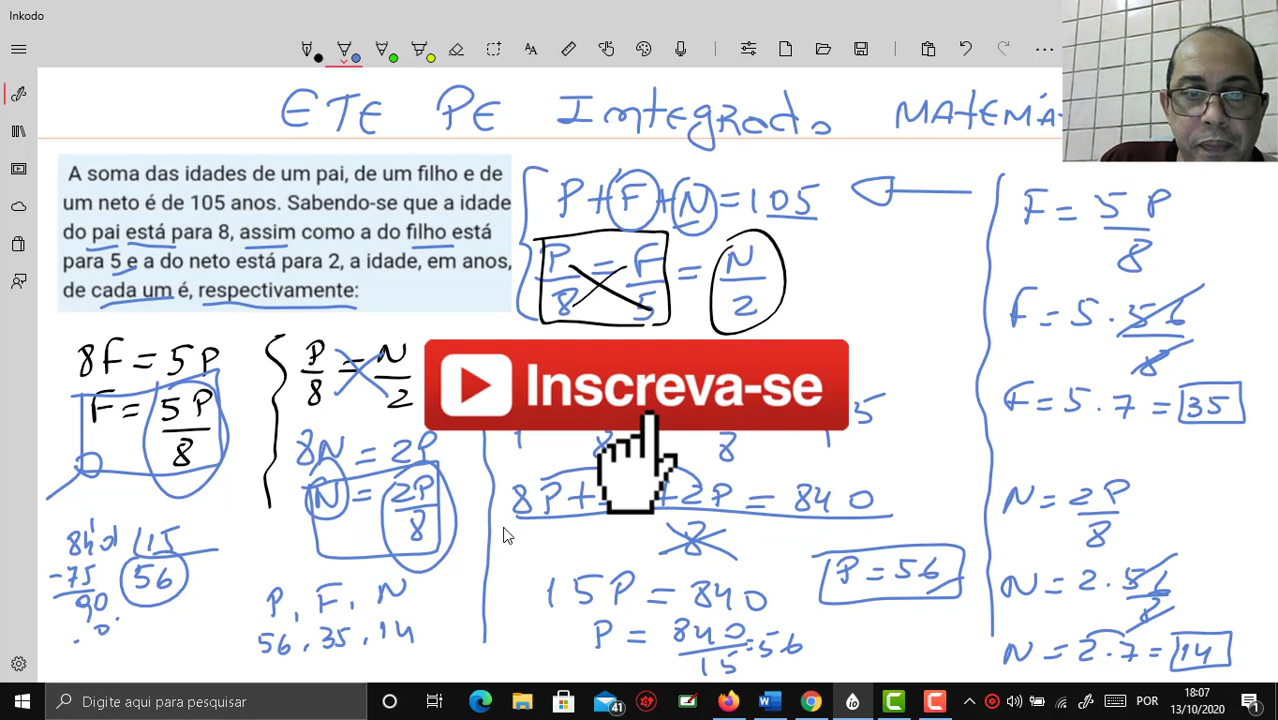 Inkodo
ETE PE Integrado MATEMÁ
A soma das idades de um pai, de um filho e de
um neto é de 105 anos. Sabendo-se que a idade
do pai está para 8, assim como a do filho está
para 5 e a do neto está para 2, a idade, em anos,
de cada um é, respectivamente:
P+F+N=105
P/8 = F/5 = N/2
8F = 5P
F = 5P/8
P/8 = N/2
8N = 2P
N = 2P/8
Inscreva-se
8P+ +2P = 840
8
15P = 840
P = 840/15 = 56
P = 56
840 15
-75 56
90
0
P, F, N
56, 35, 14
F = 5P/8
F = 5.56/8
F = 5.7 = 35
N = 2P/8
N = 2.56/8
N = 2.7 = 14
Digite aqui para pesquisar
41
POR
18:07
13/10/2020
1